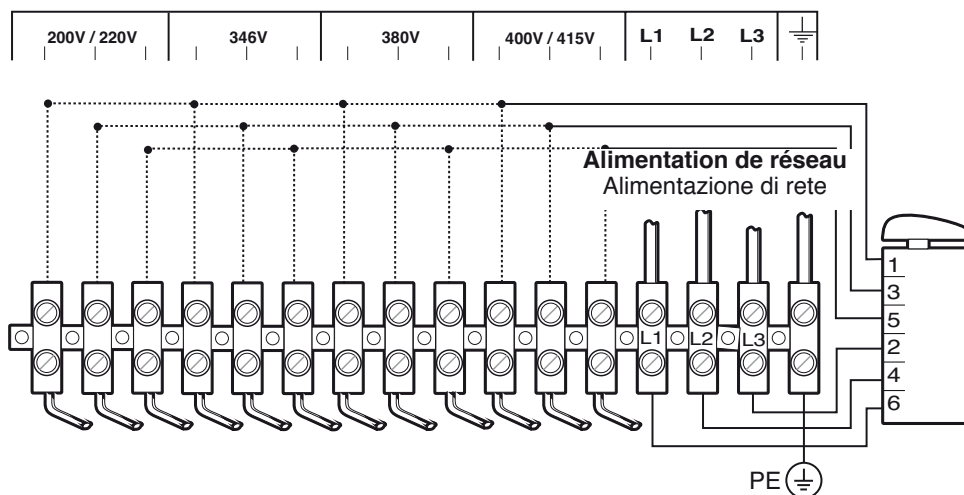 200V / 220V 346V 380V 400V / 415V L1 L2 L3
Alimentation de réseau
Alimentazione di rete
1
3
5
2
4
6
L1 L2 L3
PE